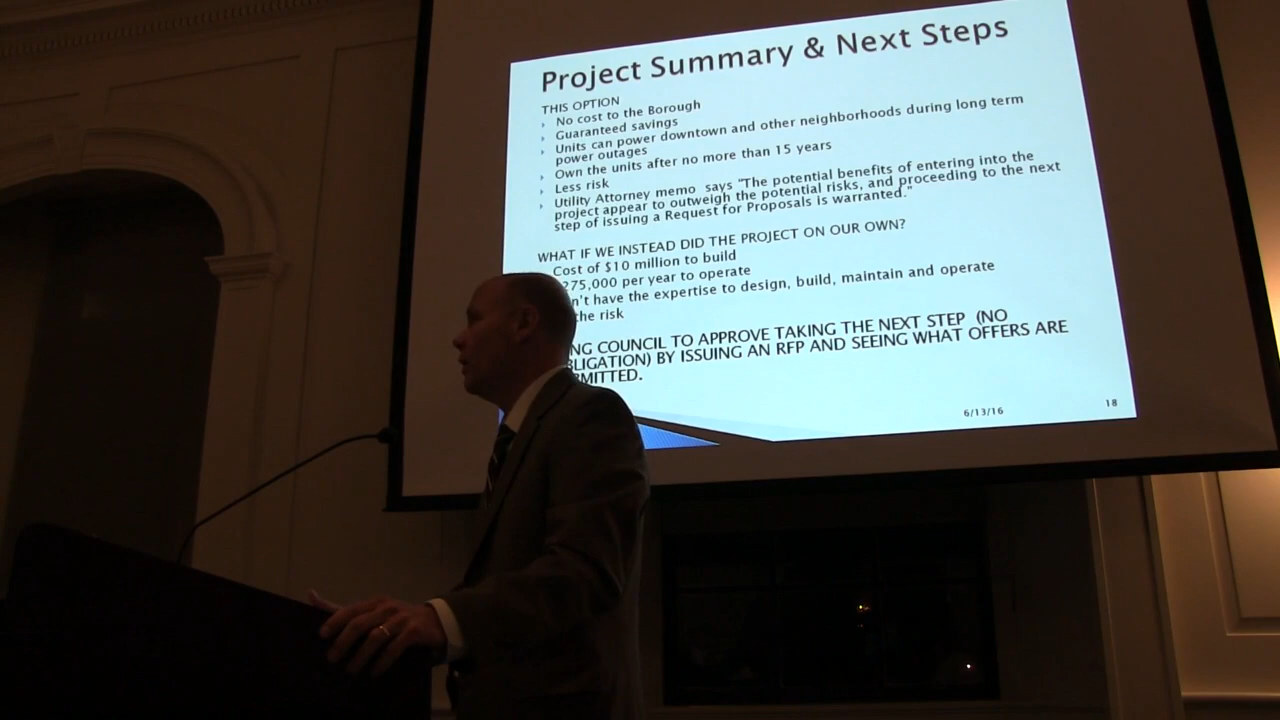 Project Summary & Next Steps
THIS OPTION
No cost to the Borough
Guaranteed savings
Units can power downtown and other neighborhoods during long term
power outages
Own the units after no more than 15 years
Less risk
Utility Attorney memo says "The potential benefits of entering into the
project appear to outweigh the potential risks, and proceeding to the next
step of issuing a Request for Proposals is warranted."
WHAT IF WE INSTEAD DID THE PROJECT ON OUR OWN?
Cost of $10 million to build
275,000 per year to operate
n't have the expertise to design, build, maintain and operate
the risk
NG COUNCIL TO APPROVE TAKING THE NEXT STEP (NO
BLIGATION) BY ISSUING AN RFP AND SEEING WHAT OFFERS ARE
MITTED.
6/13/16
18